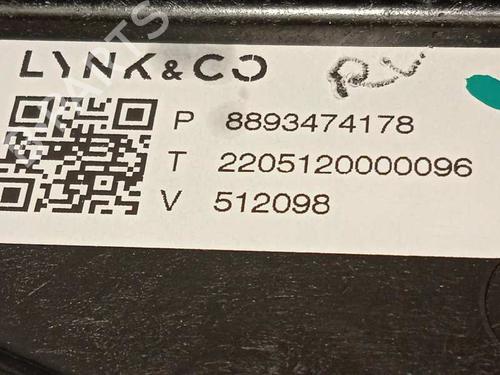 LYNK & CO
P 8893474178
T 2205120000096
V 512098